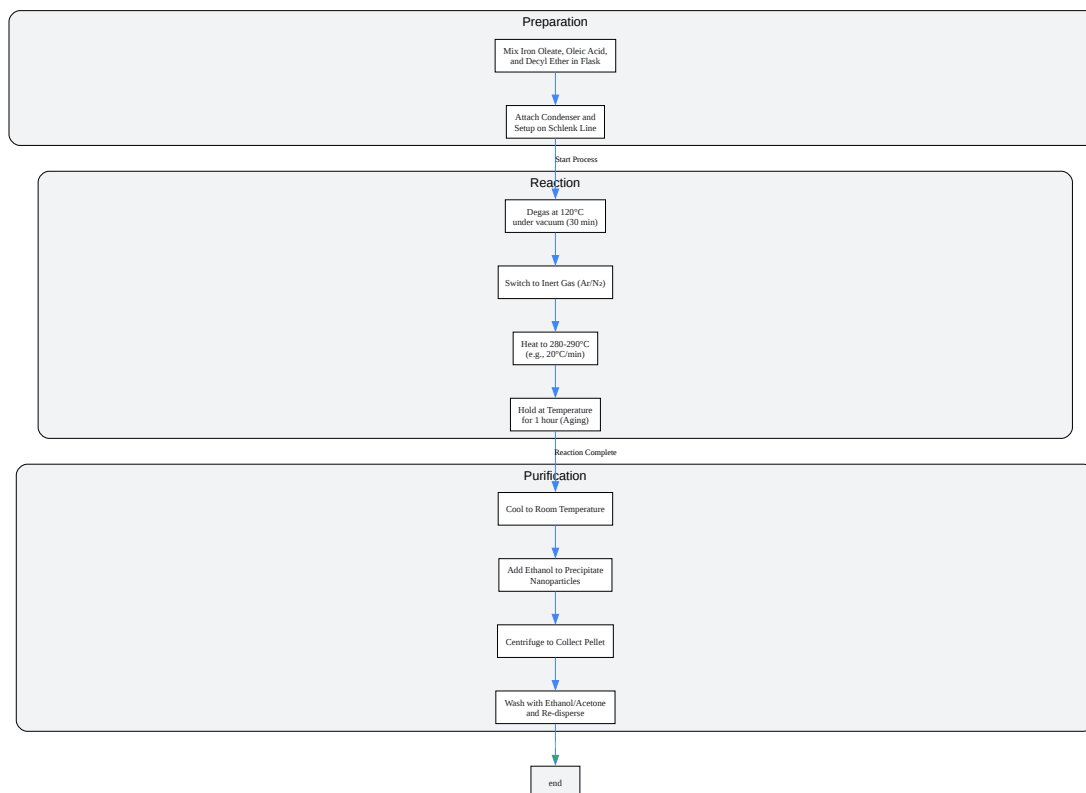 Preparation
Mix Iron Oleate, Oleic Acid,
and Decyl Ether in Flask
Attach Condenser and
Setup on Schlenk Line
Start Process
Reaction
Degas at 120°C
under vacuum (30 min)
Switch to Inert Gas (Ar/N₂)
Heat to 280-290°C
(e.g., 20°C/min)
Hold at Temperature
for 1 hour (Aging)
Reaction Complete
Purification
Cool to Room Temperature
Add Ethanol to Precipitate
Nanoparticles
Centrifuge to Collect Pellet
Wash with Ethanol/Acetone
and Re-disperse
end